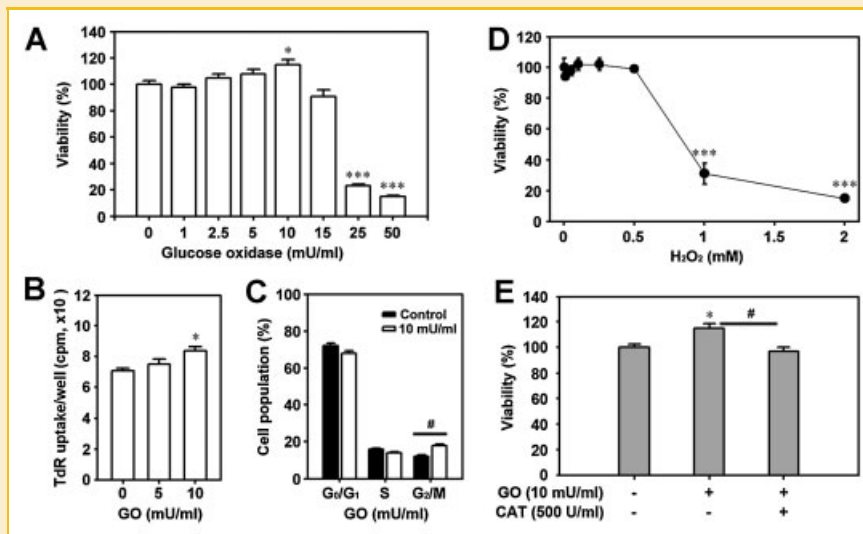 A
Viability (%)
140
120
100
80
60
40
20
0
*
***
***
0 1 2.5 5 10 15 25 50
Glucose oxidase (mU/ml)
D
Viability (%)
140
120
100
80
60
40
20
0
***
***
0 0.5 1 1.5 2
H₂O₂ (mM)
B
TdR uptake/well (cpm, x10 )
12
10
8
6
4
2
0
*
0 5 10
GO (mU/ml)
C
Cell population (%)
100
80
60
40
20
0
Control
10 mU/ml
#
G₀/G₁ S G₂/M
GO (mU/ml)
E
Viability (%)
140
120
100
80
60
40
20
0
*
#
GO (10 mU/ml) - + +
CAT (500 U/ml) - - +